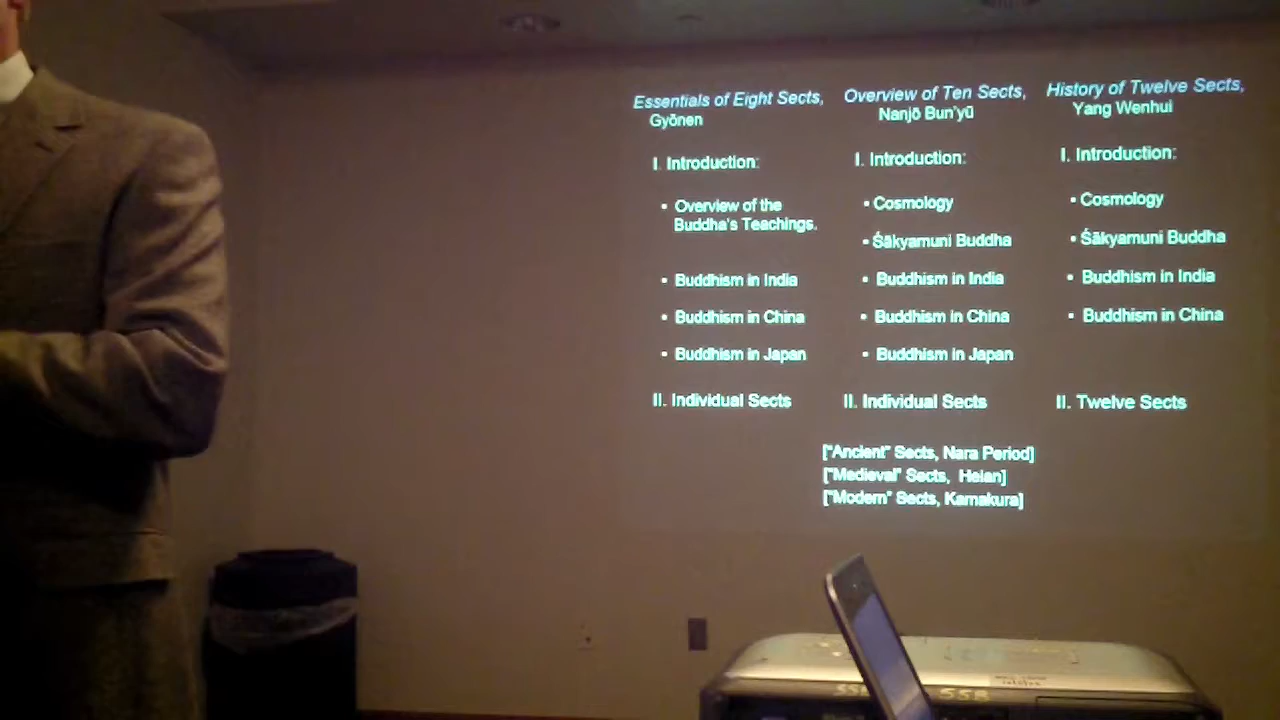 Essentials of Eight Sects,
Gyōnen
I. Introduction:
• Overview of the
Buddha's Teachings.
• Buddhism in India
• Buddhism in China
• Buddhism in Japan
II. Individual Sects
Overview of Ten Sects,
Nanjō Bun'yū
I. Introduction:
• Cosmology
• Śākyamuni Buddha
• Buddhism in India
• Buddhism in China
• Buddhism in Japan
II. Individual Sects
["Ancient" Sects, Nara Period]
["Medieval" Sects, Heian]
["Modern" Sects, Kamakura]
History of Twelve Sects,
Yang Wenhui
I. Introduction:
• Cosmology
• Śākyamuni Buddha
• Buddhism in India
• Buddhism in China
II. Twelve Sects
SSB